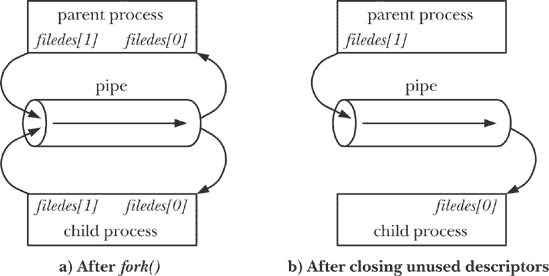 parent process
filedes[1] filedes[0]
pipe
filedes[1] filedes[0]
child process
a) After fork()
parent process
filedes[1]
pipe
filedes[0]
child process
b) After closing unused descriptors